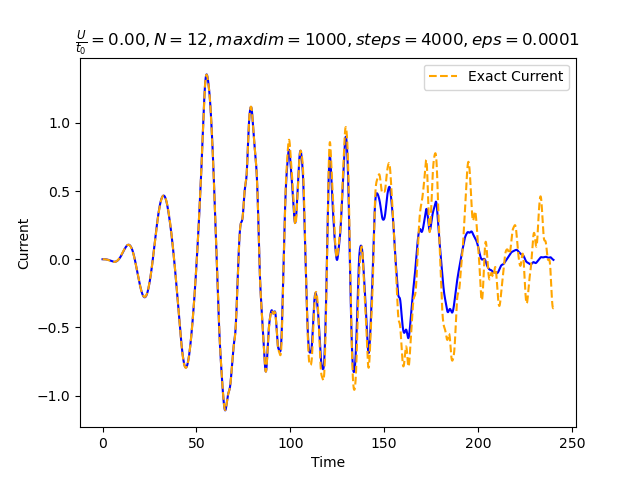 U/t₀ = 0.00, N = 12, maxdim = 1000, steps = 4000, eps = 0.0001
Exact Current
Current
1.0
0.5
0.0
−0.5
−1.0
0 50 100 150 200 250
Time